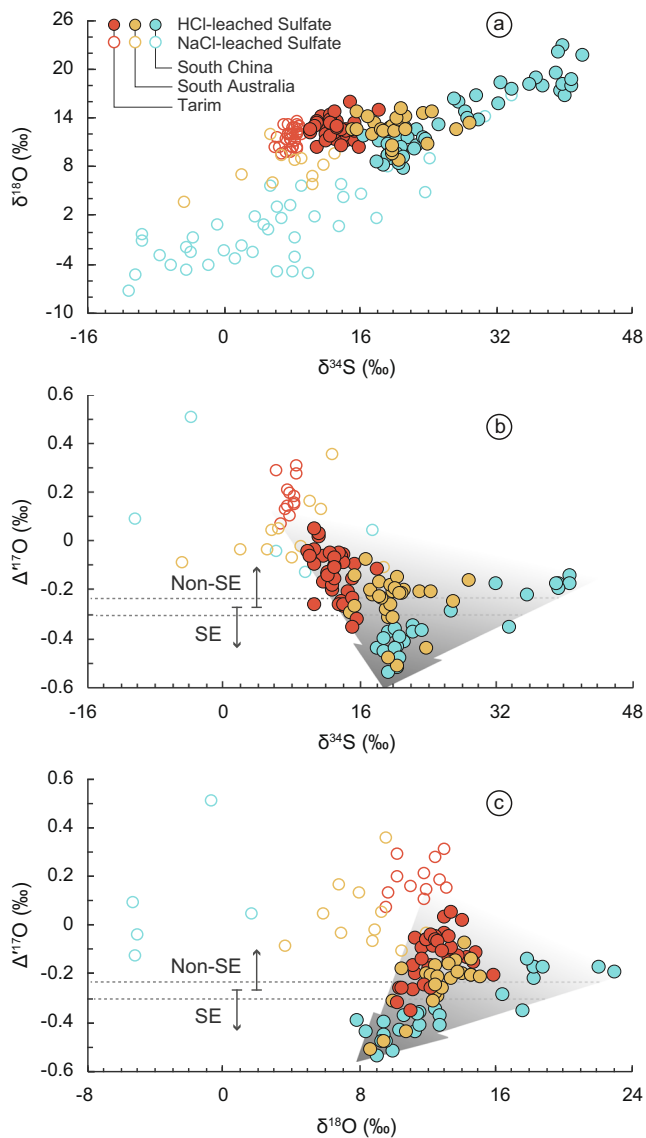 26
20
14
8
2
-4
-10
δ¹⁸O (‰)
HCl-leached Sulfate
NaCl-leached Sulfate
South China
South Australia
Tarim
a
-16
0
16
32
48
δ³⁴S (‰)
0.6
0.4
0.2
0
-0.2
-0.4
-0.6
Δ'¹⁷O (‰)
b
Non-SE
SE
-16
0
16
32
48
δ³⁴S (‰)
0.6
0.4
0.2
0
-0.2
-0.4
-0.6
Δ'¹⁷O (‰)
c
Non-SE
SE
-8
0
8
16
24
δ¹⁸O (‰)